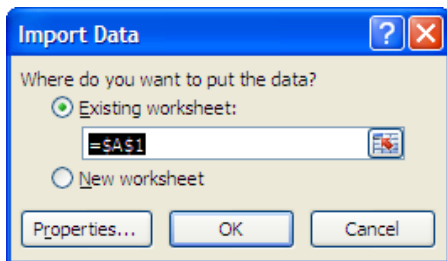 Import Data
Where do you want to put the data?
Existing worksheet:
=$A$1
New worksheet
Properties... OK Cancel